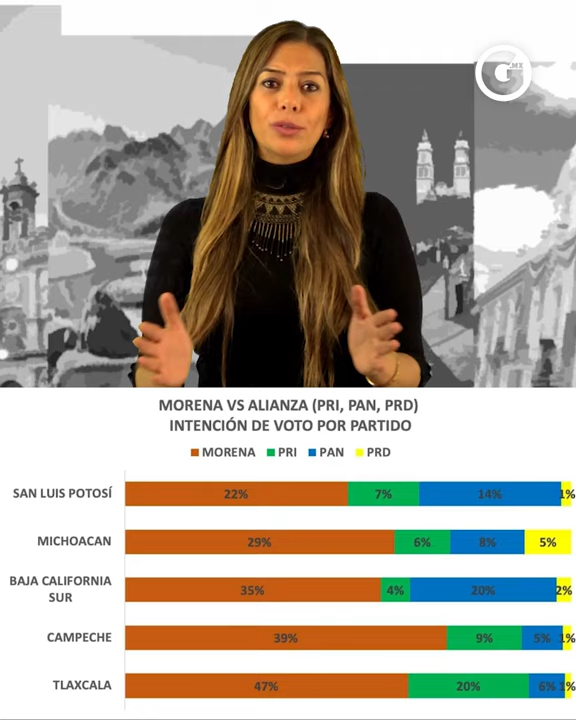 G.MX
MORENA VS ALIANZA (PRI, PAN, PRD)
INTENCIÓN DE VOTO POR PARTIDO
MORENA PRI PAN PRD
SAN LUIS POTOSÍ 22% 7% 14% 1%
MICHOACAN 29% 6% 8% 5%
BAJA CALIFORNIA
SUR 35% 4% 20% 2%
CAMPECHE 39% 9% 5% 1%
TLAXCALA 47% 20% 6% 1%